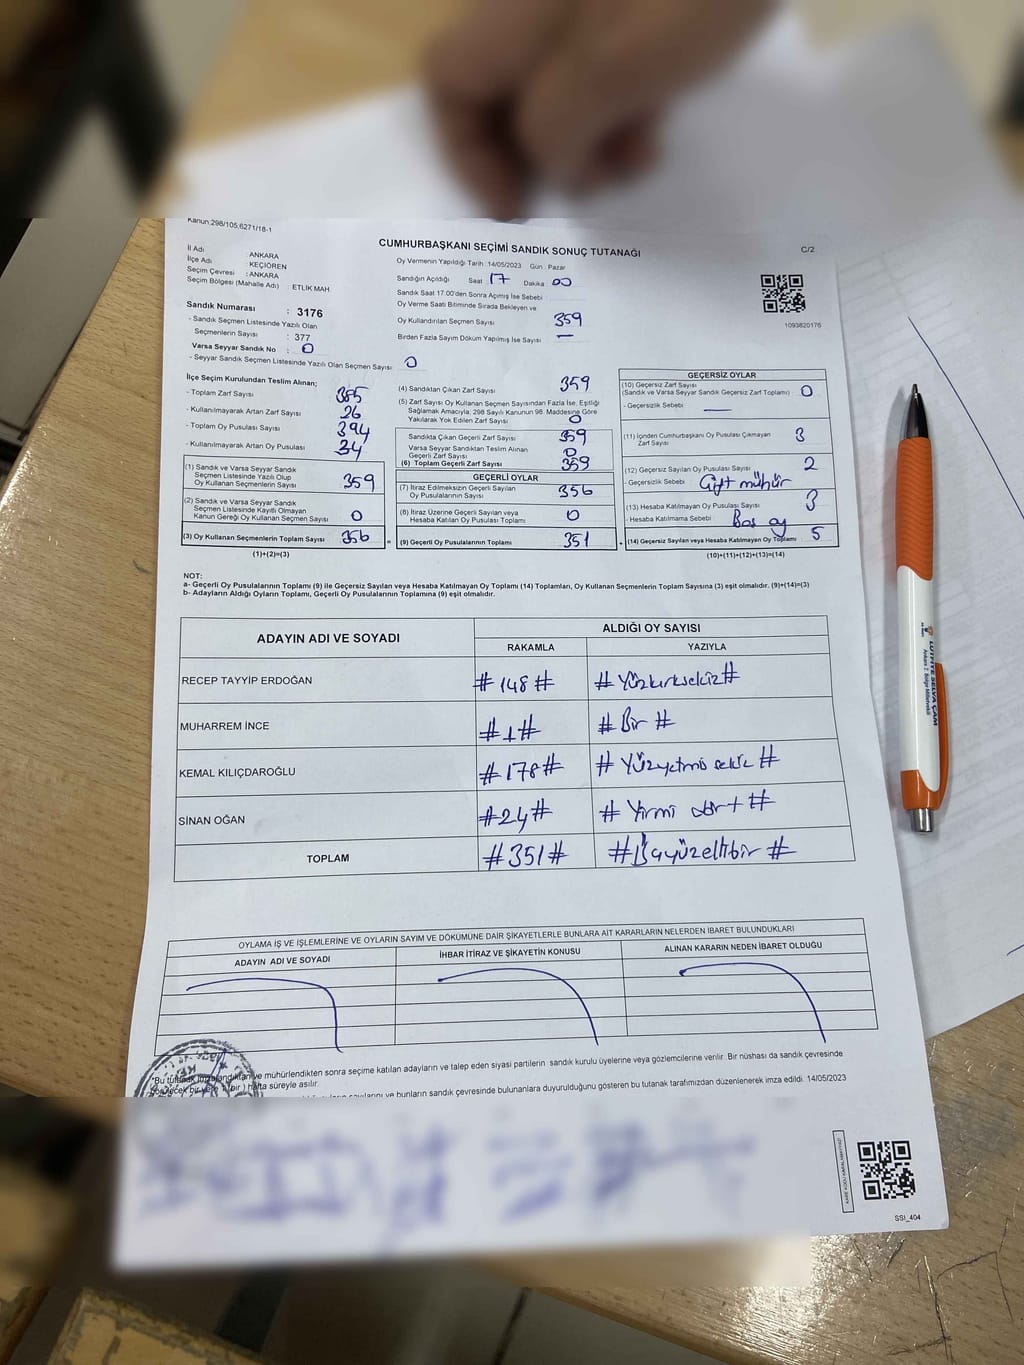 Kanun:298/105,6271/18-1
CUMHURBAŞKANI SEÇİMİ SANDIK SONUÇ TUTANAĞI
C/2
İl Adı : ANKARA
İlçe Adı : KEÇİÖREN
Seçim Çevresi : ANKARA
Seçim Bölgesi (Mahalle Adı) : ETLİK MAH.
Sandık Numarası : 3176
- Sandık Seçmen Listesinde Yazılı Olan
Seçmenlerin Sayısı : 377
Varsa Seyyar Sandık No : 0
- Seyyar Sandık Seçmen Listesinde Yazılı Olan Seçmen Sayısı : 0
Oy Vermenin Yapıldığı Tarih :14/05/2023 Gün : Pazar
Sandığın Açıldığı Saat 17 Dakika 00
Sandık Saat 17:00'den Sonra Açımış İse Sebebi
Oy Verme Saati Bitiminde Sırada Bekleyen ve
Oy Kullandırılan Seçmen Sayısı 359
Birden Fazla Sayım Döküm Yapılmış İse Sayısı —
1093820176
İlçe Seçim Kurulundan Teslim Alınan;
- Toplam Zarf Sayısı 385
- Kullanılmayarak Artan Zarf Sayısı 26
- Toplam Oy Pusulası Sayısı 394
- Kullanılmayarak Artan Oy Pusulası 34
(1) Sandık ve Varsa Seyyar Sandık
Seçmen Listesinde Yazılı Olup
Oy Kullanan Seçmenlerin Sayısı 359
(2) Sandık ve Varsa Seyyar Sandık
Seçmen Listesinde Kayıtlı Olmayan
Kanun Gereği Oy Kullanan Seçmen Sayısı 0
(3) Oy Kullanan Seçmenlerin Toplam Sayısı 356
(1)+(2)=(3)
(4) Sandıktan Çıkan Zarf Sayısı 359
(5) Zarf Sayısı Oy Kullanan Seçmen Sayısından Fazla İse, Eşitliği
Sağlamak Amacıyla; 298 Sayılı Kanunun 98. Maddesine Göre
Yakılarak Yok Edilen Zarf Sayısı 0
Sandıkta Çıkan Geçerli Zarf Sayısı 359
Varsa Seyyar Sandıktan Teslim Alınan
Geçerli Zarf Sayısı 0
(6) Toplam Geçerli Zarf Sayısı 359
GEÇERLİ OYLAR
(7) İtiraz Edilmeksizin Geçerli Sayılan
Oy Pusulalarının Sayısı 356
(8) İtiraz Üzerine Geçerli Sayılan veya
Hesaba Katılan Oy Pusulası Toplamı 0
(9) Geçerli Oy Pusulalarının Toplamı 351
GEÇERSİZ OYLAR
(10) Geçersiz Zarf Sayısı
(Sandık ve Varsa Seyyar Sandık Geçersiz Zarf Toplamı) 0
- Geçersizlik Sebebi —
(11) İçinden Cumhurbaşkanı Oy Pusulası Çıkmayan
Zarf Sayısı 3
(12) Geçersiz Sayılan Oy Pusulası Sayısı 2
- Geçersizlik Sebebi Çift mühür
(13) Hesaba Katılmayan Oy Pusulası Sayısı 3
- Hesaba Katılmama Sebebi Boş oy
(14) Geçersiz Sayılan veya Hesaba Katılmayan Oy Toplamı 5
(10)+(11)+(12)+(13)=(14)
NOT:
a- Geçerli Oy Pusulalarının Toplamı (9) ile Geçersiz Sayılan veya Hesaba Katılmayan Oy Toplamı (14) Toplamları, Oy Kullanan Seçmenlerin Toplam Sayısına (3) eşit olmalıdır. (9)+(14)=(3)
b- Adayların Aldığı Oyların Toplamı, Geçerli Oy Pusulalarının Toplamına (9) eşit olmalıdır.
ADAYIN ADI VE SOYADI
ALDIĞI OY SAYISI
RAKAMLA YAZIYLA
RECEP TAYYİP ERDOĞAN #148# #Yüzkırksekiz#
MUHARREM İNCE #1# #Bir#
KEMAL KILIÇDAROĞLU #178# #Yüzyetmiş sekiz#
SİNAN OĞAN #24# #Yirmi dört#
TOPLAM #351# #Üçyüzellibir#
OYLAMA İŞ VE İŞLEMLERİNE VE OYLARIN SAYIM VE DÖKÜMÜNE DAİR ŞİKAYETLERLE BUNLARA AİT KARARLARIN NELERDEN İBARET BULUNDUKLARI
ADAYIN ADI VE SOYADI İHBAR İTİRAZ VE ŞİKAYETİN KONUSU ALINAN KARARIN NEDEN İBARET OLDUĞU
ve mühürlendikten sonra seçime katılan adayların ve talep eden siyasi partilerin sandık kurulu üyelerine veya gözlemcilerine verilir. Bir nüshası da sandık çevresinde
hafta süreyle asılır.
ve bunların sandık çevresinde bulunanlara duyurulduğunu gösteren bu tutanak tarafımızdan düzenlenerek imza edildi. 14/05/2023
SSİ_404
LÜTFİYE SELVA ÇAM
Ankara 2. Bölge Milletvekili